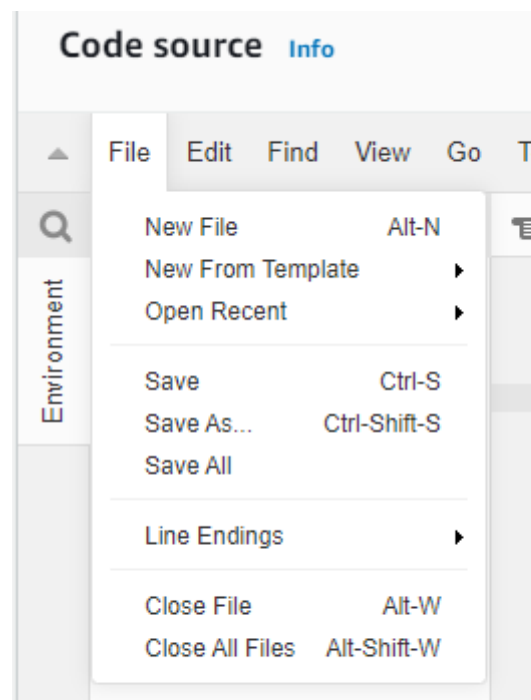 Code source Info
File Edit Find View Go T
Environment
New File Alt-N
New From Template
Open Recent
Save Ctrl-S
Save As... Ctrl-Shift-S
Save All
Line Endings
Close File Alt-W
Close All Files Alt-Shift-W